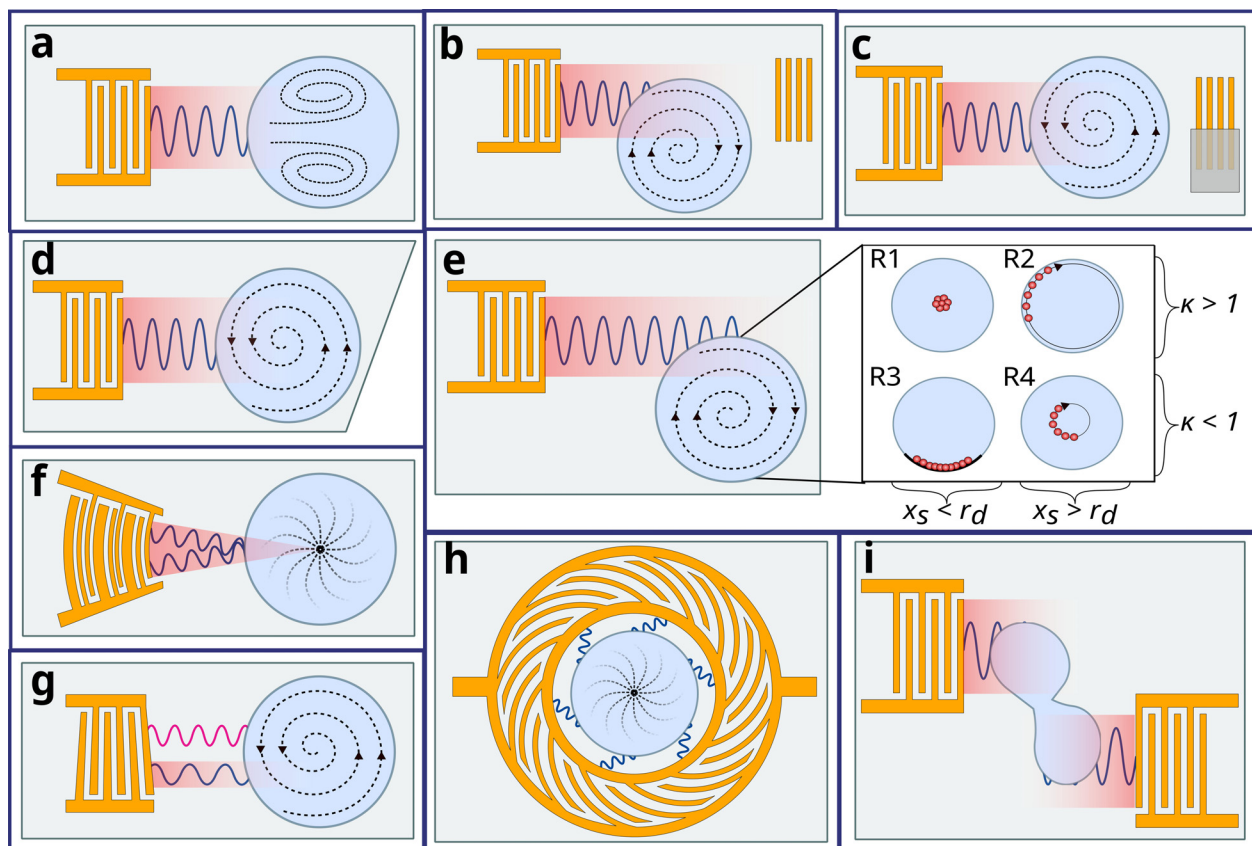 a
b
c
d
e
R1
R2
κ > 1
R3
R4
κ < 1
x_s < r_d
x_s > r_d
f
g
h
i